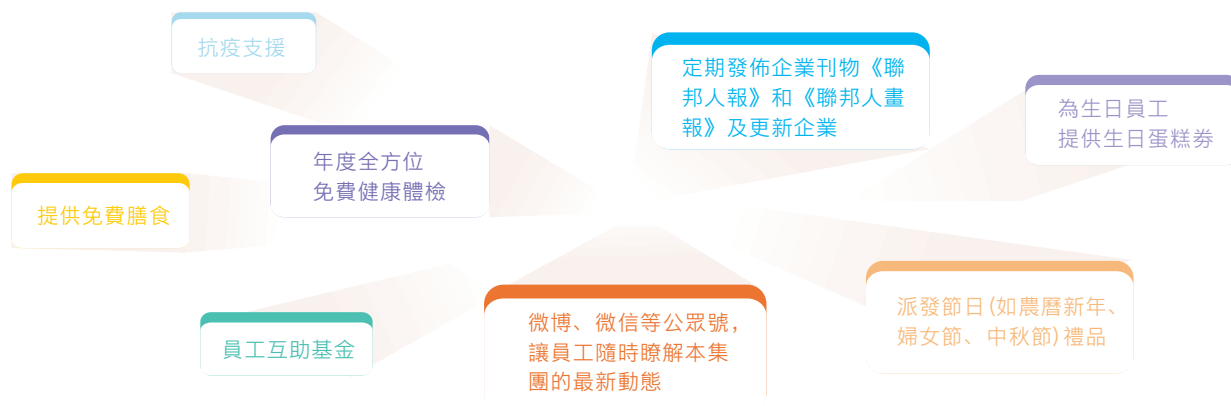 抗疫支援
定期發佈企業刊物《聯
邦人報》和《聯邦人畫
報》及更新企業
為生日員工
提供生日蛋糕券
年度全方位
免費健康體檢
提供免費膳食
派發節日(如農曆新年、
婦女節、中秋節)禮品
員工互助基金
微博、微信等公眾號，
讓員工隨時瞭解本集
團的最新動態